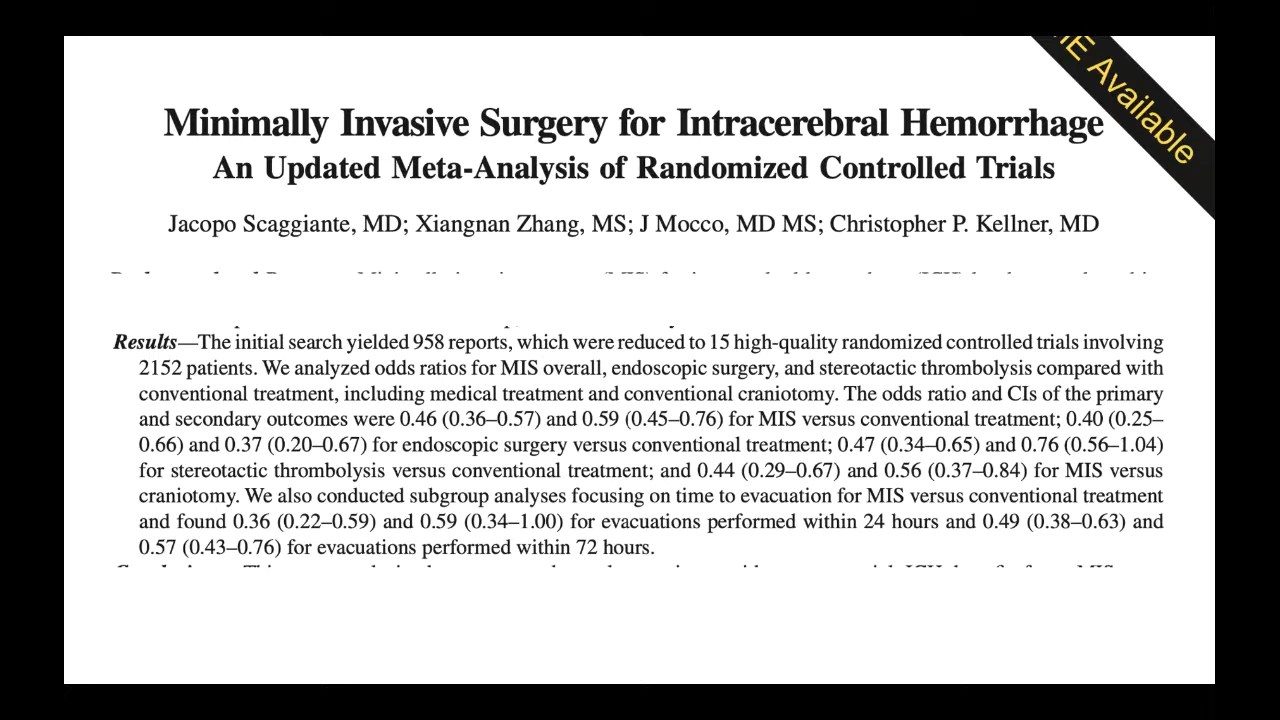 ME Available
Minimally Invasive Surgery for Intracerebral Hemorrhage
An Updated Meta-Analysis of Randomized Controlled Trials
Jacopo Scaggiante, MD; Xiangnan Zhang, MS; J Mocco, MD MS; Christopher P. Kellner, MD
Results—The initial search yielded 958 reports, which were reduced to 15 high-quality randomized controlled trials involving
2152 patients. We analyzed odds ratios for MIS overall, endoscopic surgery, and stereotactic thrombolysis compared with
conventional treatment, including medical treatment and conventional craniotomy. The odds ratio and CIs of the primary
and secondary outcomes were 0.46 (0.36–0.57) and 0.59 (0.45–0.76) for MIS versus conventional treatment; 0.40 (0.25–
0.66) and 0.37 (0.20–0.67) for endoscopic surgery versus conventional treatment; 0.47 (0.34–0.65) and 0.76 (0.56–1.04)
for stereotactic thrombolysis versus conventional treatment; and 0.44 (0.29–0.67) and 0.56 (0.37–0.84) for MIS versus
craniotomy. We also conducted subgroup analyses focusing on time to evacuation for MIS versus conventional treatment
and found 0.36 (0.22–0.59) and 0.59 (0.34–1.00) for evacuations performed within 24 hours and 0.49 (0.38–0.63) and
0.57 (0.43–0.76) for evacuations performed within 72 hours.